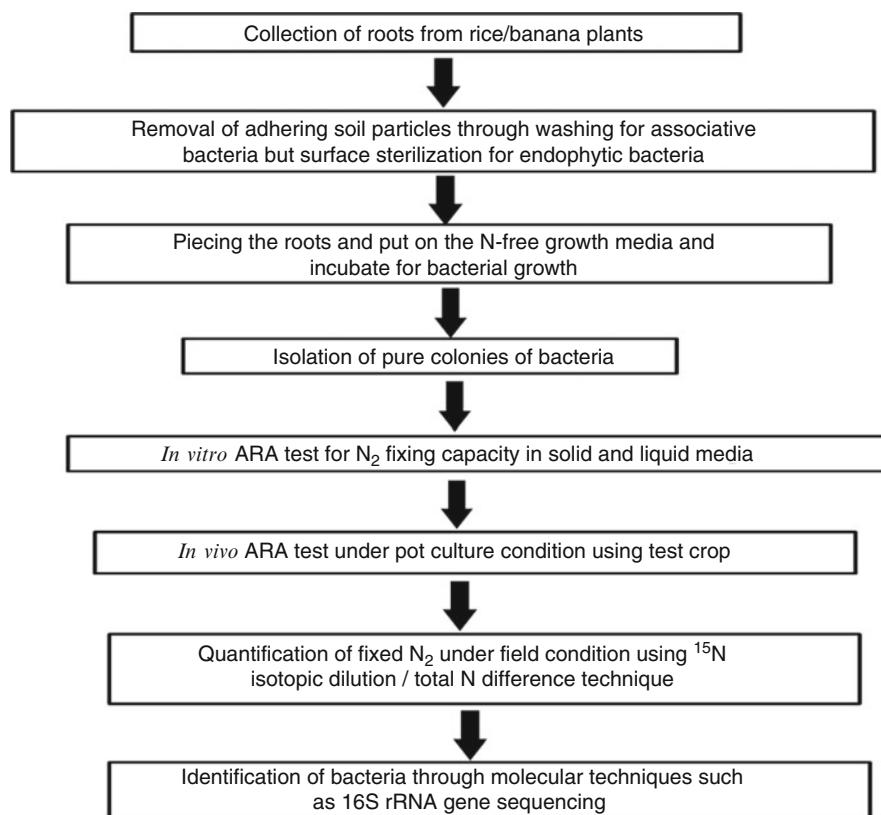 Collection of roots from rice/banana plants
Removal of adhering soil particles through washing for associative
bacteria but surface sterilization for endophytic bacteria
Piecing the roots and put on the N-free growth media and
incubate for bacterial growth
Isolation of pure colonies of bacteria
In vitro ARA test for N₂ fixing capacity in solid and liquid media
In vivo ARA test under pot culture condition using test crop
Quantification of fixed N₂ under field condition using ¹⁵N
isotopic dilution / total N difference technique
Identification of bacteria through molecular techniques such
as 16S rRNA gene sequencing